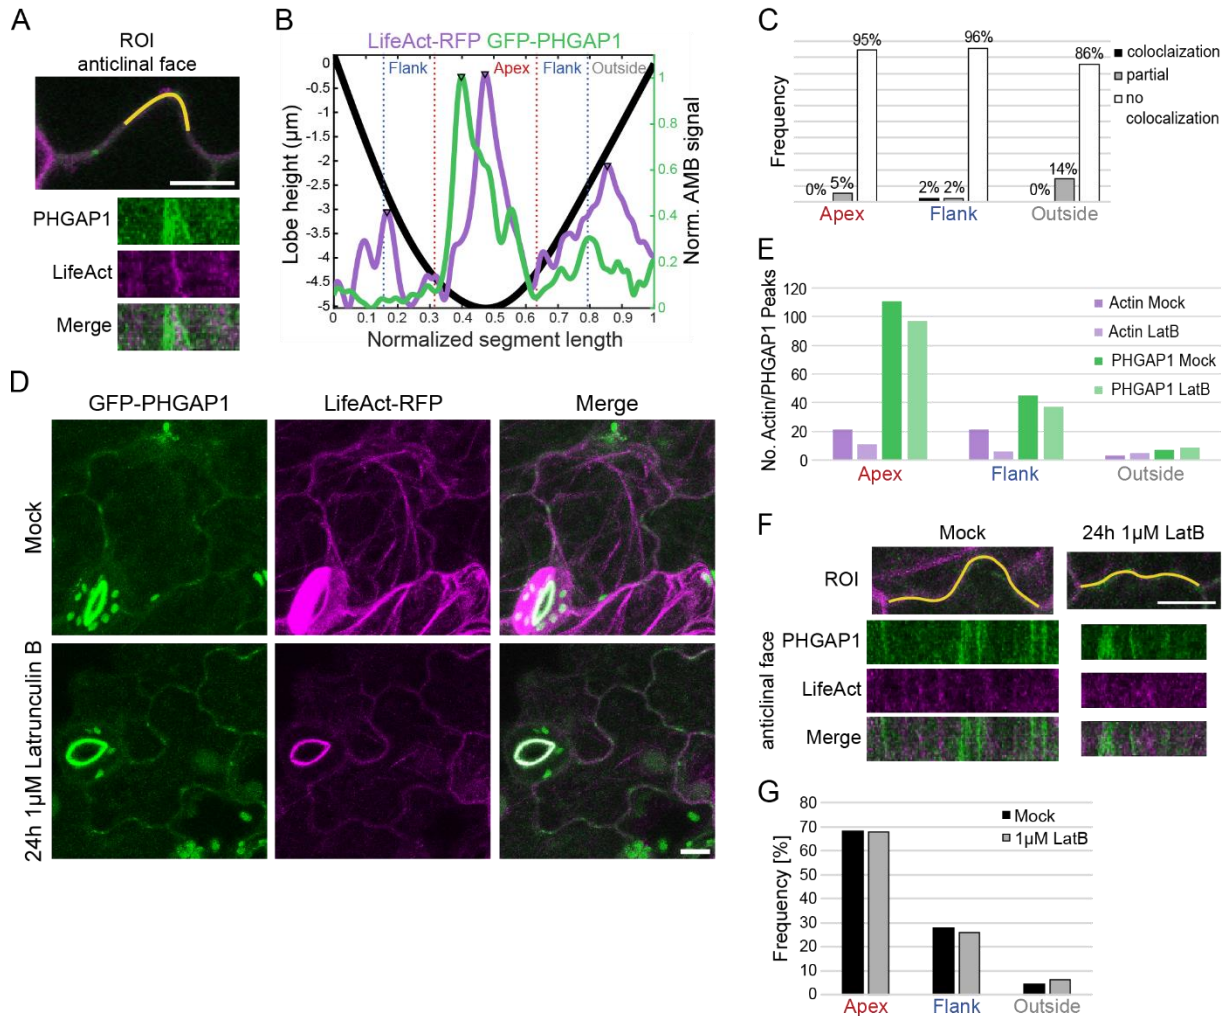 A
ROI
anticlinal face
PHGAP1
LifeAct
Merge
B
LifeAct-RFP GFP-PHGAP1
Flank
Apex
Flank
Outside
Lobe height (µm)
0
-0.5
-1
-1.5
-2
-2.5
-3
-3.5
-4
-4.5
-5
0 0.1 0.2 0.3 0.4 0.5 0.6 0.7 0.8 0.9 1
Normalized segment length
1
0.8
0.6
0.4
0.2
0
Norm. AMB signal
C
Frequency
0% 5% 95%
2% 2% 96%
0% 14% 86%
Apex
Flank
Outside
coloclaization
partial
no
colocalization
D
GFP-PHGAP1
LifeAct-RFP
Merge
Mock
24h 1µM Latrunculin B
E
No. Actin/PHGAP1 Peaks
120
100
80
60
40
20
0
Actin Mock
Actin LatB
PHGAP1 Mock
PHGAP1 LatB
Apex
Flank
Outside
F
Mock
24h 1µM LatB
ROI
anticlinal face
PHGAP1
LifeAct
Merge
G
Frequency [%]
80
70
60
50
40
30
20
10
0
Mock
1µM LatB
Apex
Flank
Outside